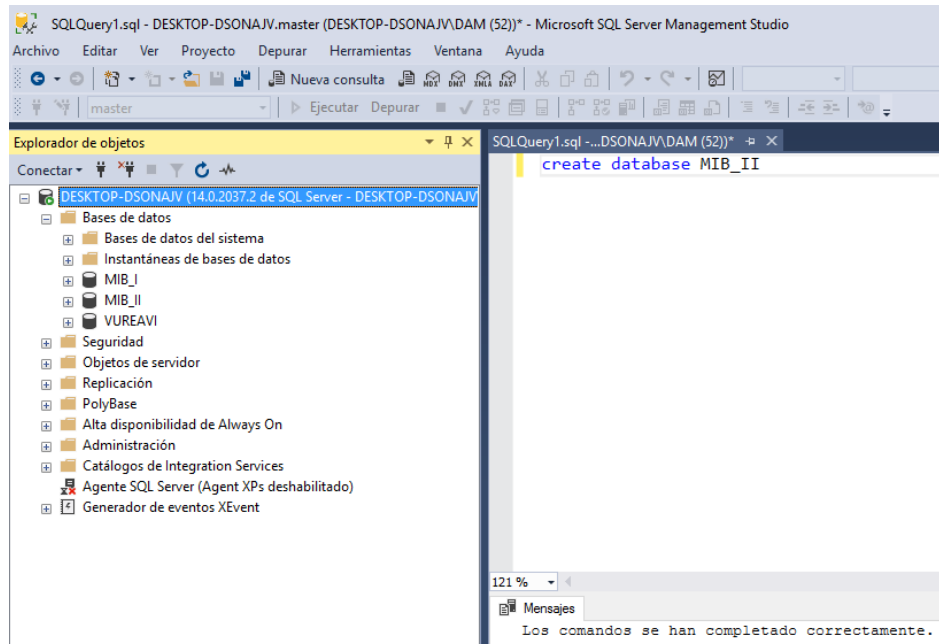 SQLQuery1.sql - DESKTOP-DSONAJV.master (DESKTOP-DSONAJV\DAM (52))* - Microsoft SQL Server Management Studio
Archivo Editar Ver Proyecto Depurar Herramientas Ventana Ayuda
Nueva consulta MDX DMX XMLA DAX
master Ejecutar Depurar
Explorador de objetos
Conectar
DESKTOP-DSONAJV (14.0.2037.2 de SQL Server - DESKTOP-DSONAJV
Bases de datos
Bases de datos del sistema
Instantáneas de bases de datos
MIB_I
MIB_II
VUREAVI
Seguridad
Objetos de servidor
Replicación
PolyBase
Alta disponibilidad de Always On
Administración
Catálogos de Integration Services
Agente SQL Server (Agent XPs deshabilitado)
Generador de eventos XEvent
SQLQuery1.sql -...DSONAJV\DAM (52))*
create database MIB_II
121 %
Mensajes
Los comandos se han completado correctamente.